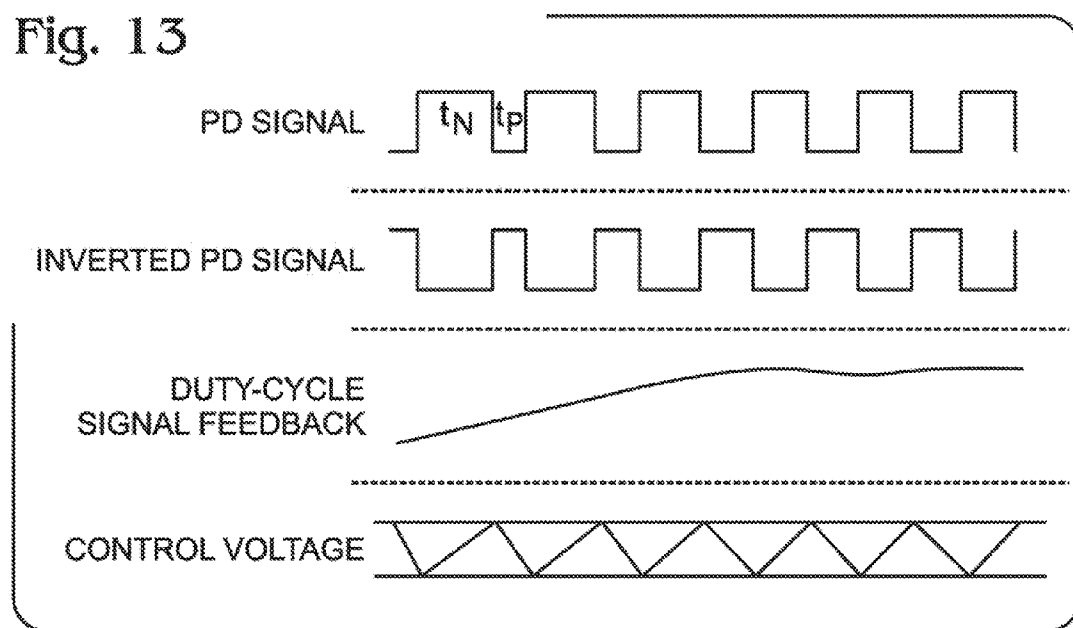 Fig. 13
PD SIGNAL
tN tP
INVERTED PD SIGNAL
DUTY-CYCLE
SIGNAL FEEDBACK
CONTROL VOLTAGE